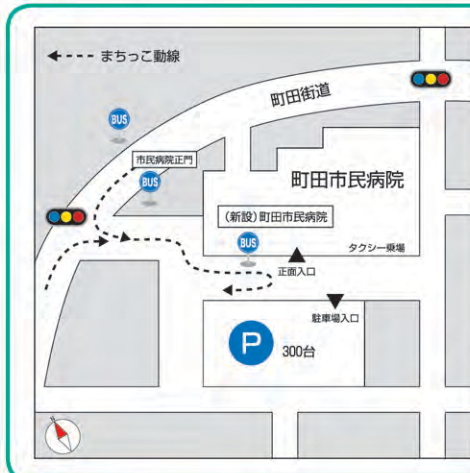 まちっこ動線
町田街道
BUS
市民病院正門
BUS
町田市民病院
(新設)町田市民病院
BUS
タクシー乗場
正面入口
駐車場入口
P
300台